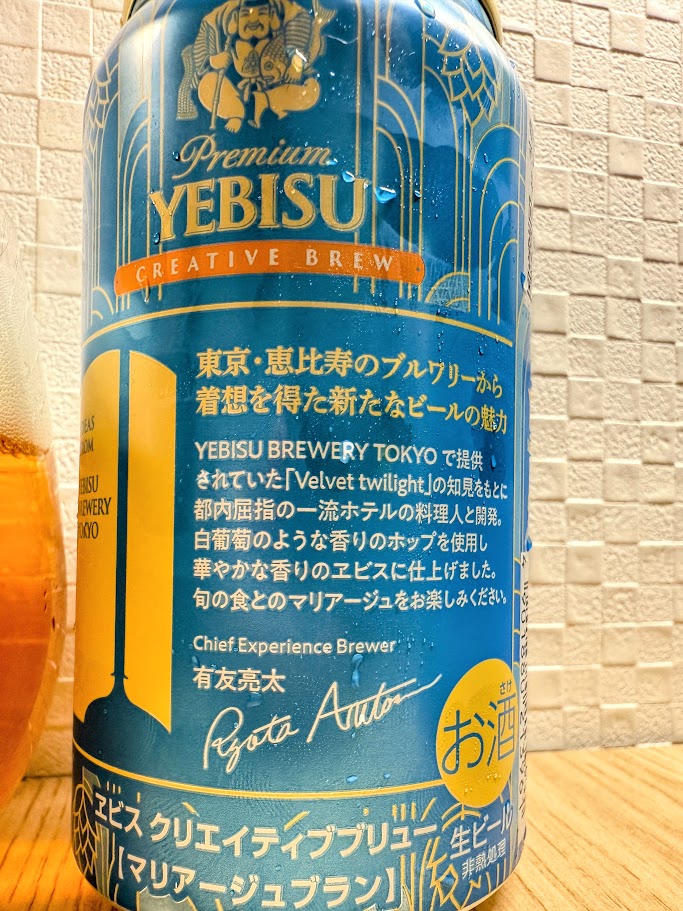 Premium
YEBISU
CREATIVE BREW
東京・恵比寿のブルワリーから
着想を得た新たなビールの魅力
YEBISU BREWERY TOKYO で提供
されていた「Velvet twilight」の知見をもとに
都内屈指の一流ホテルの料理人と開発。
白葡萄のような香りのホップを使用し
華やかな香りのヱビスに仕上げました。
旬の食とのマリアージュをお楽しみください。
Chief Experience Brewer
有友亮太
Ryota Aritomo
BREWERY
TOKYO
さけ
お酒
ヱビス クリエイティブブリュー
【マリアージュブラン】
生ビール
非熱処理